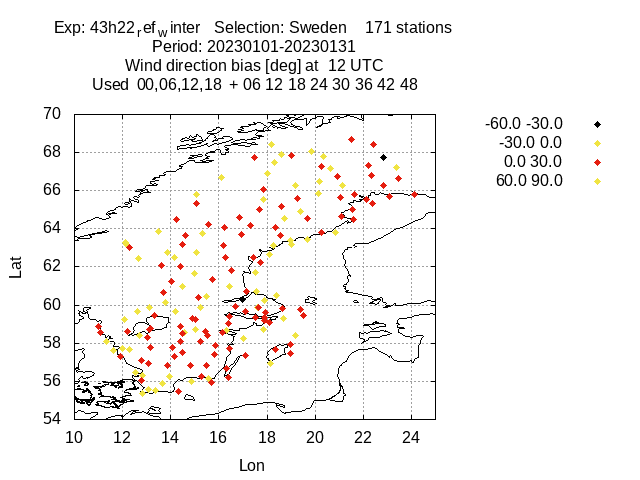 Exp: 43h22refwinter Selection: Sweden 171 stations
Period: 20230101-20230131
Wind direction bias [deg] at 12 UTC
Used 00,06,12,18 + 06 12 18 24 30 36 42 48
-60.0 -30.0
-30.0 0.0
0.0 30.0
60.0 90.0
70
68
66
64
62
60
58
56
54
Lat
10 12 14 16 18 20 22 24
Lon